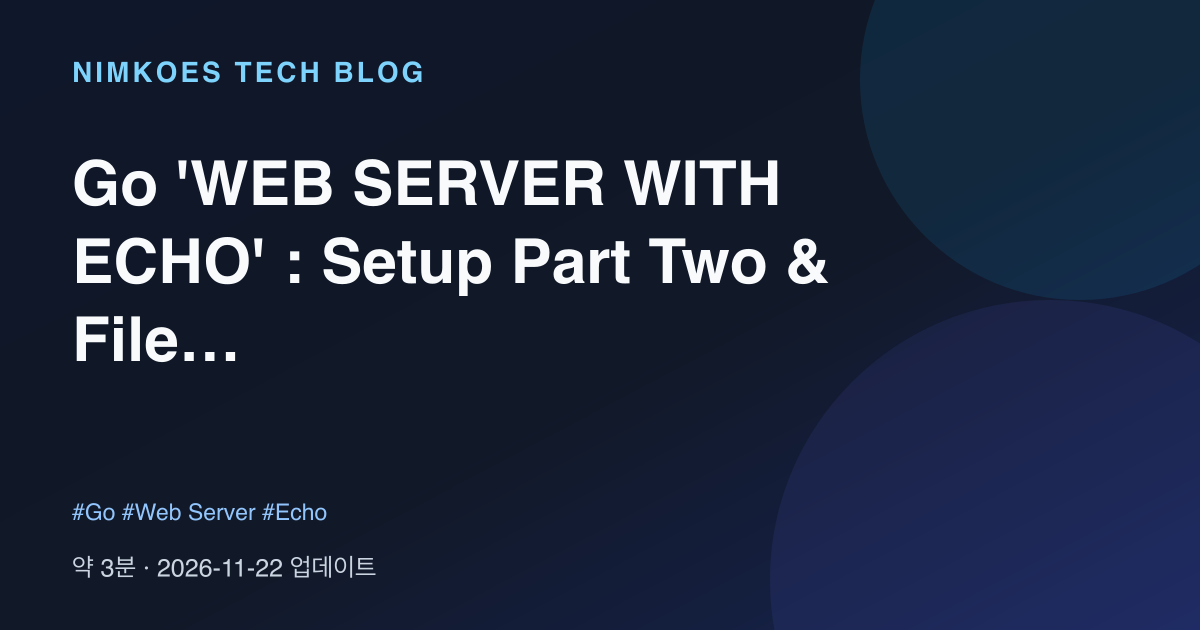 NIMKOES TECH BLOG
Go 'WEB SERVER WITH
ECHO' : Setup Part Two &
File…
#Go #Web Server #Echo
약 3분 · 2026-11-22 업데이트